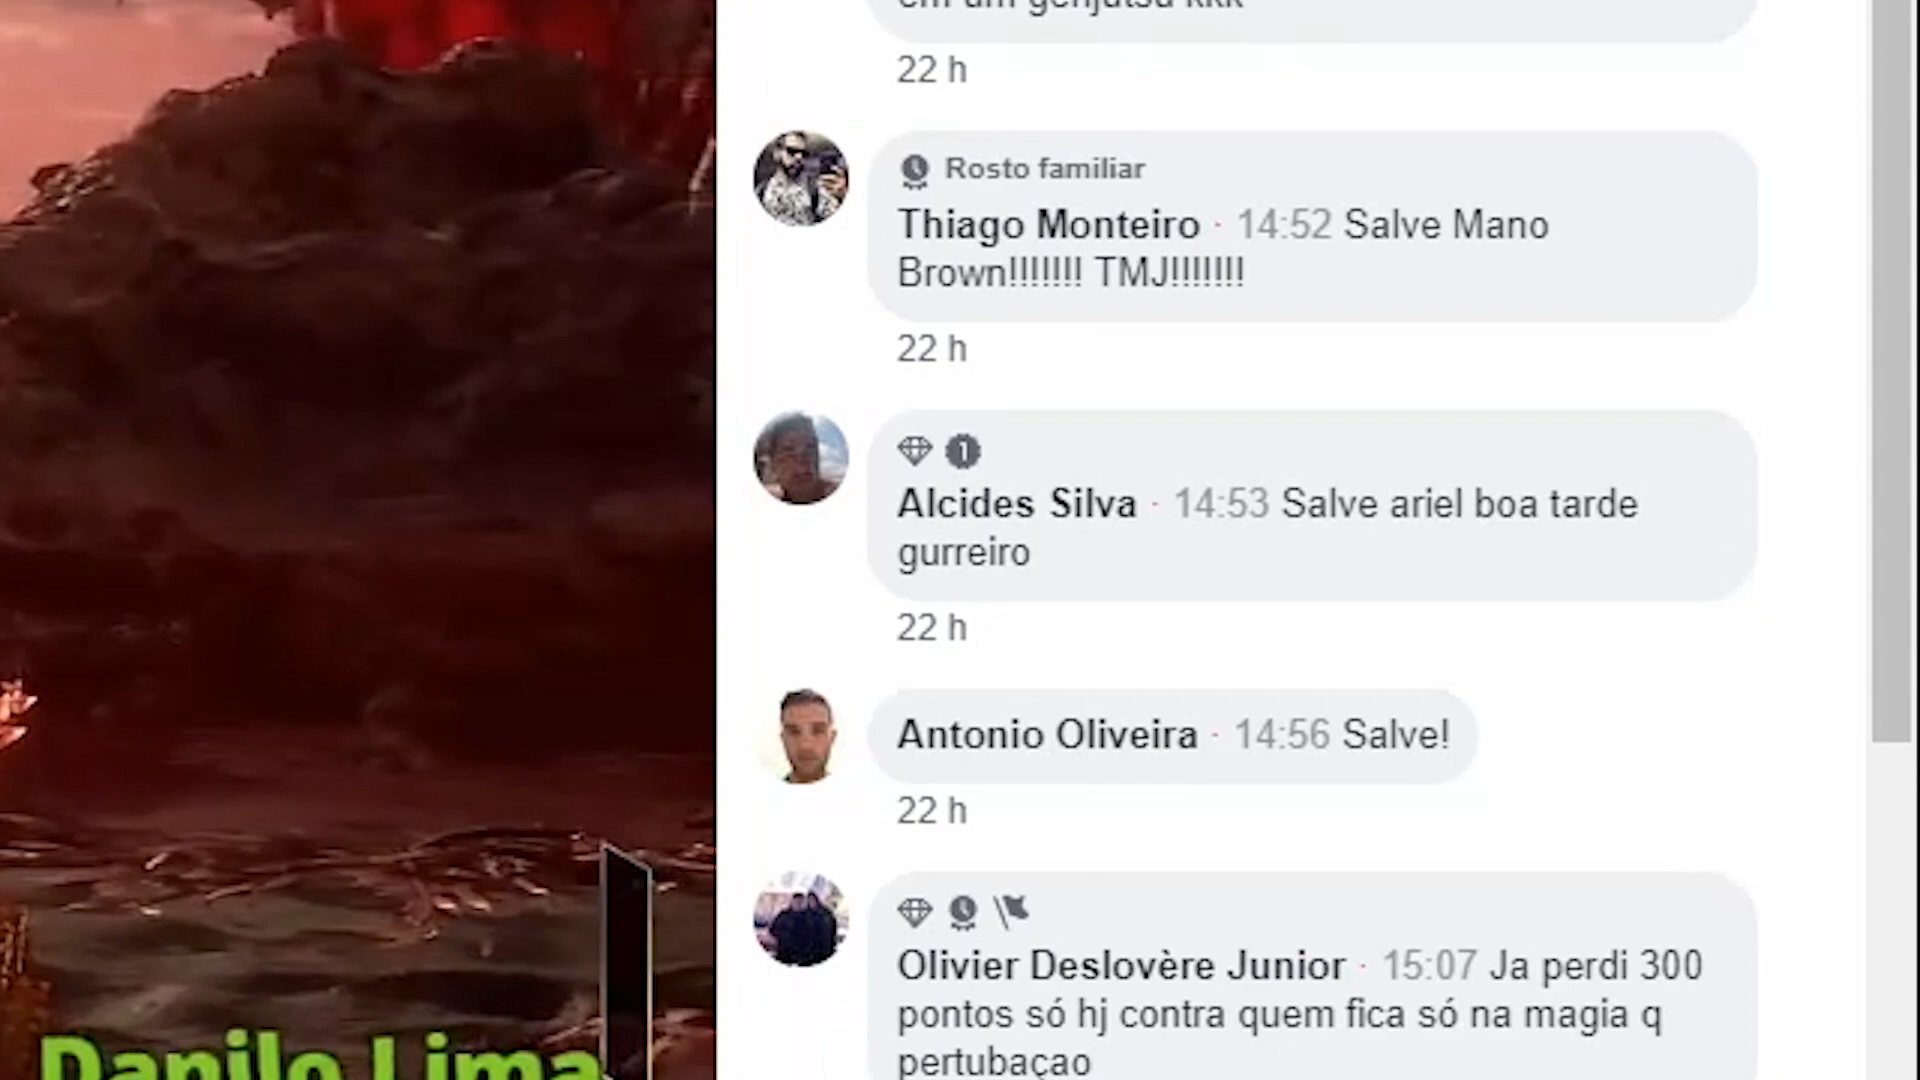 em um genjutsu kkk
22 h
Rosto familiar
Thiago Monteiro · 14:52 Salve Mano
Brown!!!!!!! TMJ!!!!!!!
22 h
1
Alcides Silva · 14:53 Salve ariel boa tarde
gurreiro
22 h
Antonio Oliveira · 14:56 Salve!
22 h
Olivier Deslovère Junior · 15:07 Ja perdi 300
pontos só hj contra quem fica só na magia q
pertubaçao
Danilo Lima